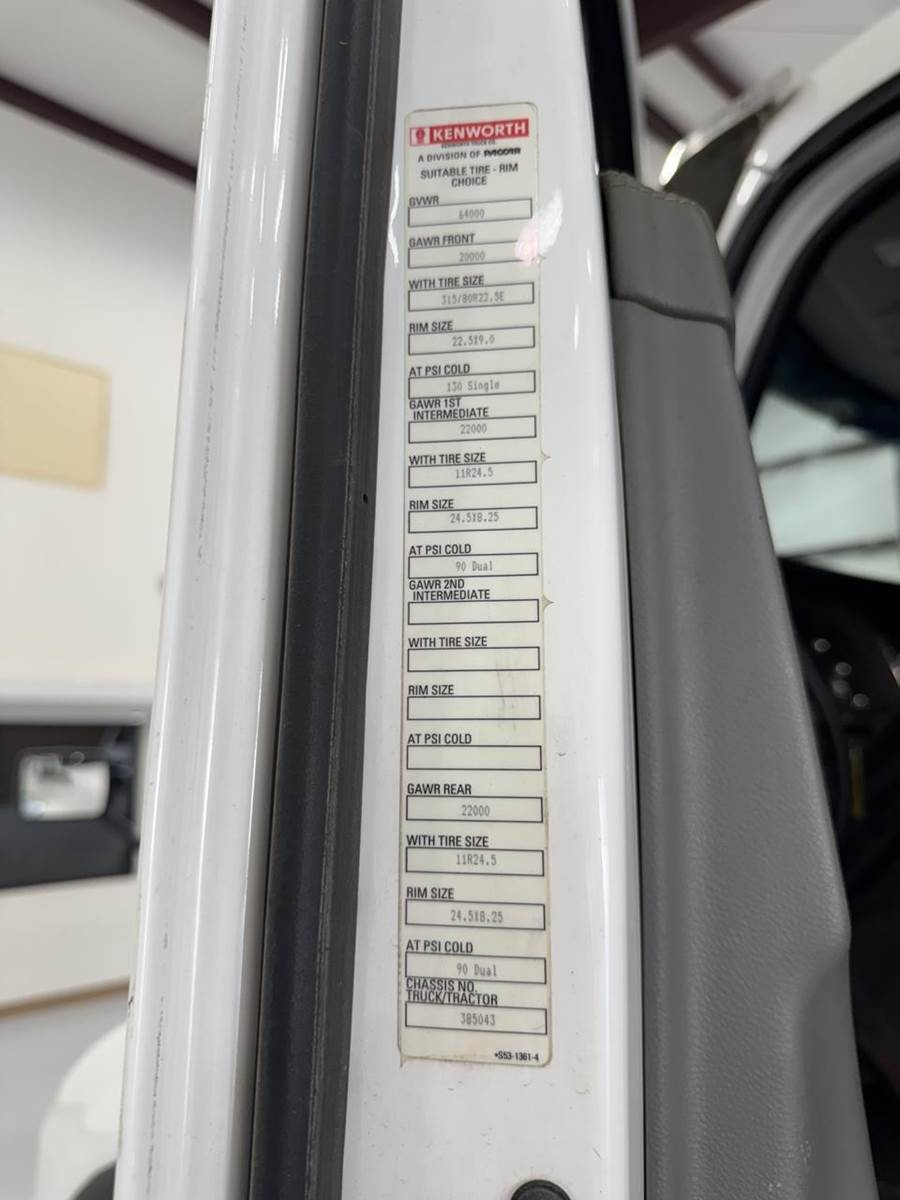 KENWORTH
KENWORTH TRUCK CO.
A DIVISION OF PACCAR
SUITABLE TIRE - RIM
CHOICE
GVWR
64000
GAWR FRONT
20000
WITH TIRE SIZE
315/80R22.5E
RIM SIZE
22.5X9.0
AT PSI COLD
130 Single
GAWR 1ST
INTERMEDIATE
22000
WITH TIRE SIZE
11R24.5
RIM SIZE
24.5X8.25
AT PSI COLD
90 Dual
GAWR 2ND
INTERMEDIATE
WITH TIRE SIZE
RIM SIZE
AT PSI COLD
GAWR REAR
22000
WITH TIRE SIZE
11R24.5
RIM SIZE
24.5X8.25
AT PSI COLD
90 Dual
CHASSIS NO.
TRUCK/TRACTOR
385043
•S53-1361-4